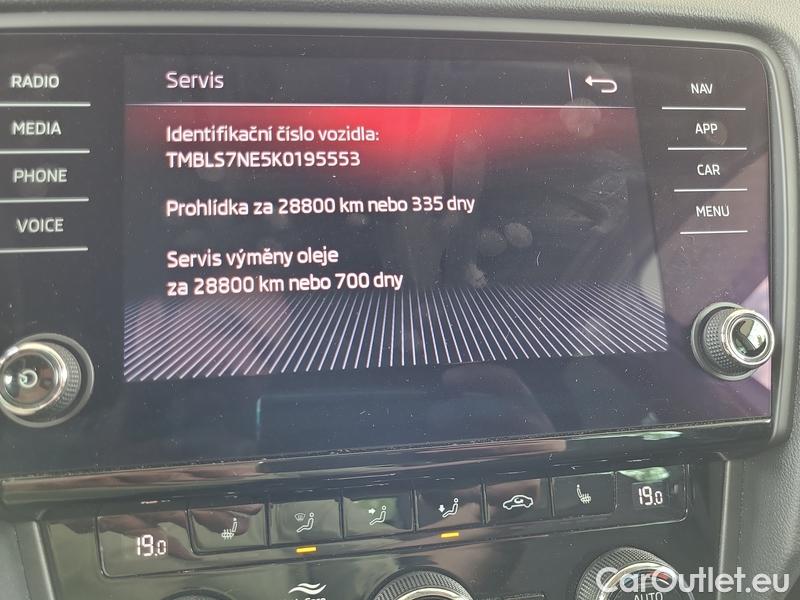 RADIO
MEDIA
PHONE
VOICE
Servis
Identifikační číslo vozidla:
TMBLS7NE5K0195553
Prohlídka za 28800 km nebo 335 dny
Servis výměny oleje
za 28800 km nebo 700 dny
NAV
APP
CAR
MENU
19.0
19.0
AUTO
CarOutlet.eu